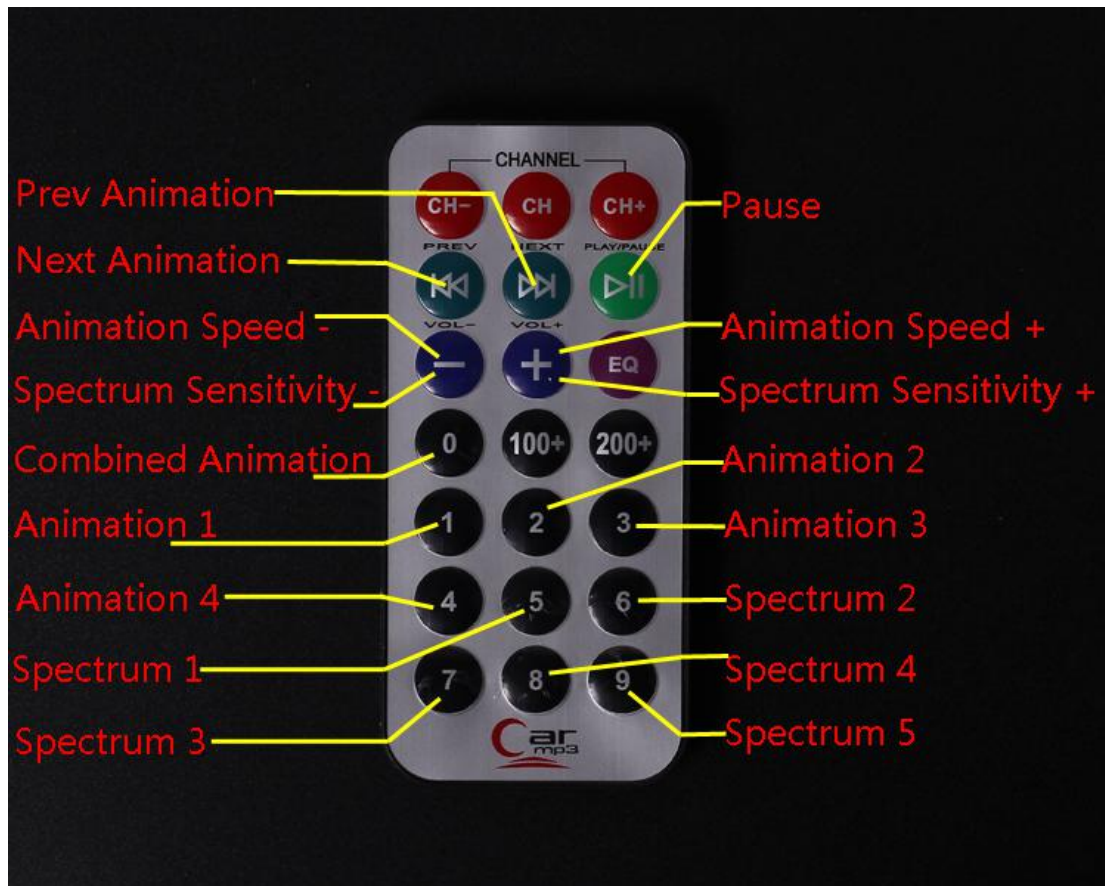 CHANNEL
Prev Animation
CH-
CH
CH+
Pause
PREV
NEXT
PLAY/PAUSE
Next Animation
VOL-
VOL+
Animation Speed -
Animation Speed +
EQ
Spectrum Sensitivity -
Spectrum Sensitivity +
0
100+
200+
Combined Animation
Animation 2
Animation 1
1
2
3
Animation 3
Animation 4
4
5
6
Spectrum 2
Spectrum 1
7
8
9
Spectrum 4
Spectrum 3
Car
mp3
Spectrum 5